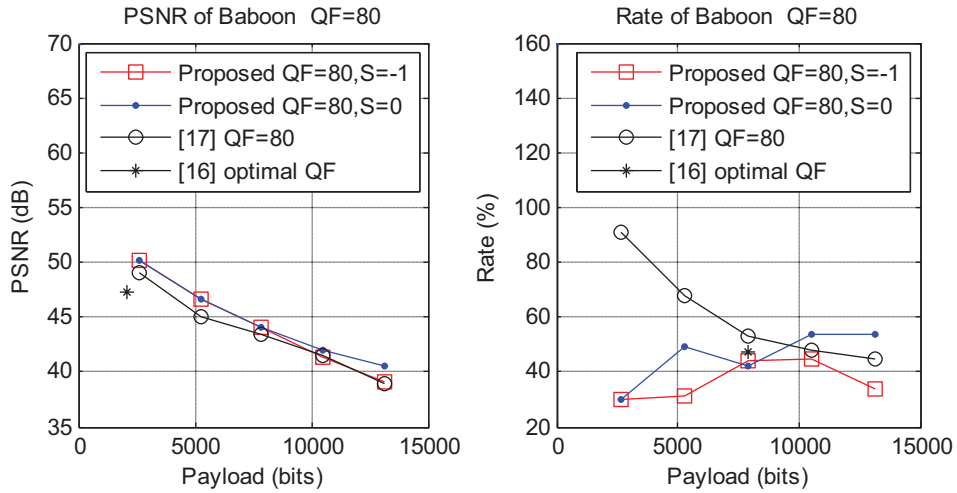 PSNR of Baboon QF=80
70
65
60
55
50
45
40
35
0
5000
10000
15000
PSNR (dB)
Payload (bits)
Proposed QF=80,S=-1
Proposed QF=80,S=0
[17] QF=80
[16] optimal QF
Rate of Baboon QF=80
160
140
120
100
80
60
40
20
0
5000
10000
15000
Rate (%)
Payload (bits)
Proposed QF=80,S=-1
Proposed QF=80,S=0
[17] QF=80
[16] optimal QF